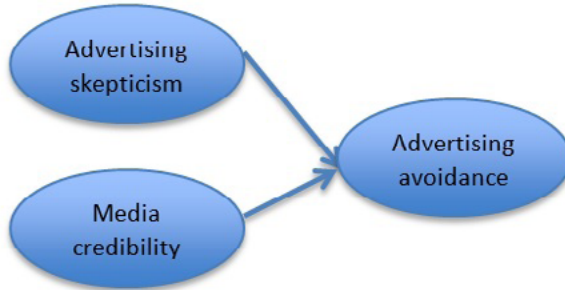 Advertising
skepticism
Advertising
avoidance
Media
credibility